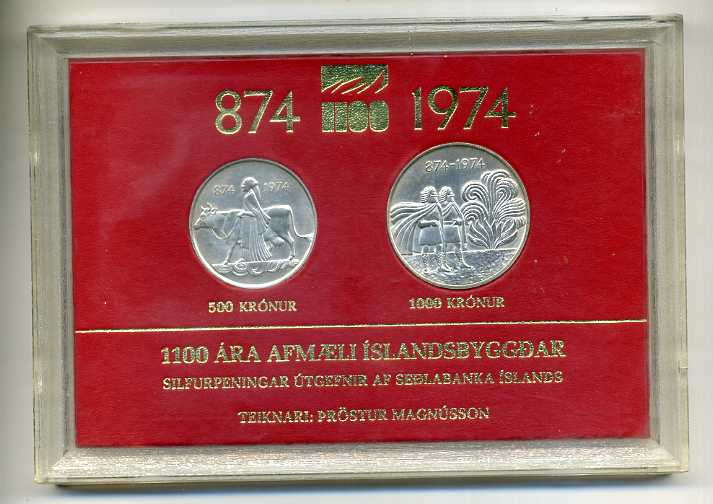 874 1100 1974
874 1974
874-1974
500 KRÓNUR
1000 KRÓNUR
1100 ÁRA AFMÆLI ÍSLANDSBYGGÐAR
SILFURPENINGAR ÚTGEFNIR AF SEÐLABANKA ÍSLANDS
TEIKNARI: ÞRÖSTUR MAGNÚSSON